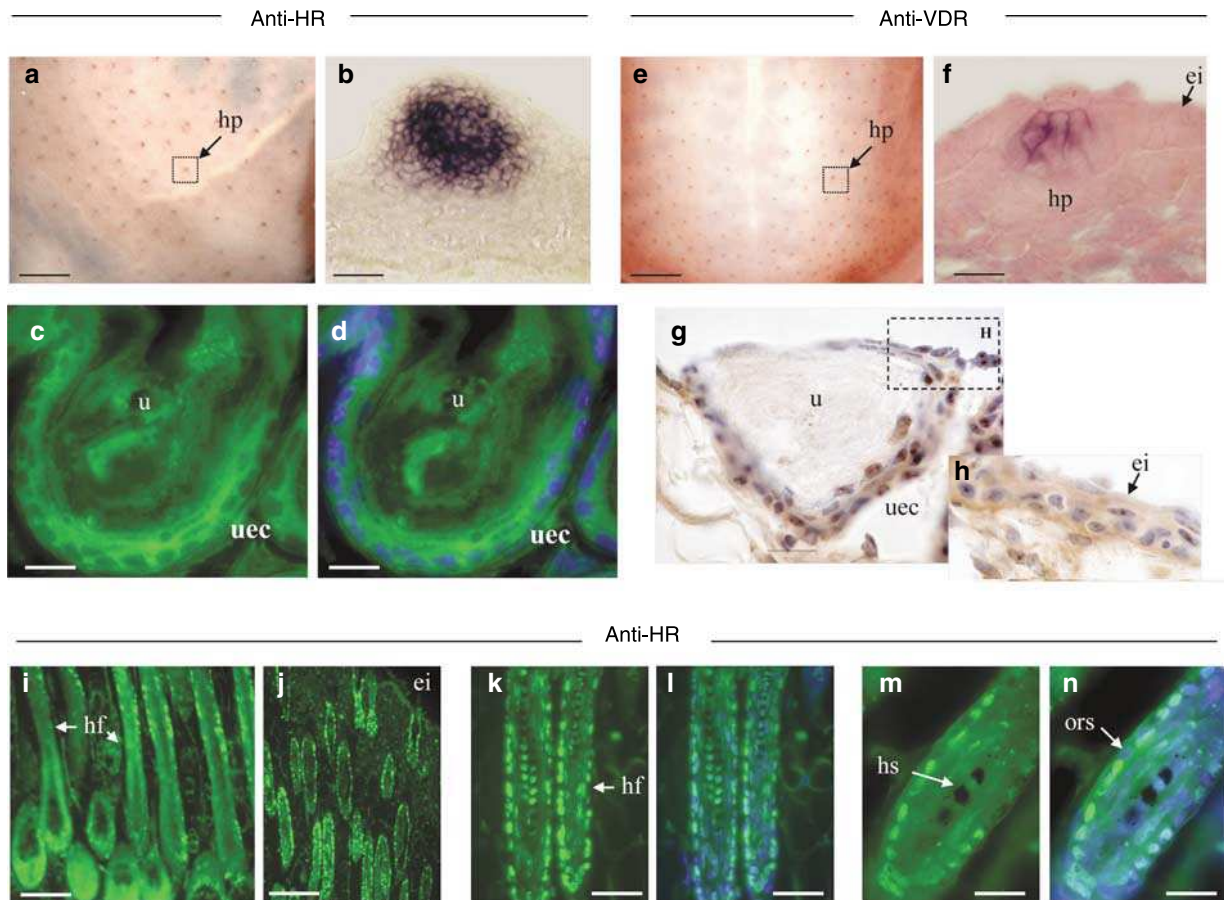 Anti-HR
Anti-VDR
a
hp
b
e
hp
f
ei
hp
c
u
uec
d
u
uec
g
H
u
uec
h
ei
Anti-HR
i
hf
j
ei
k
hf
l
m
hs
n
ors